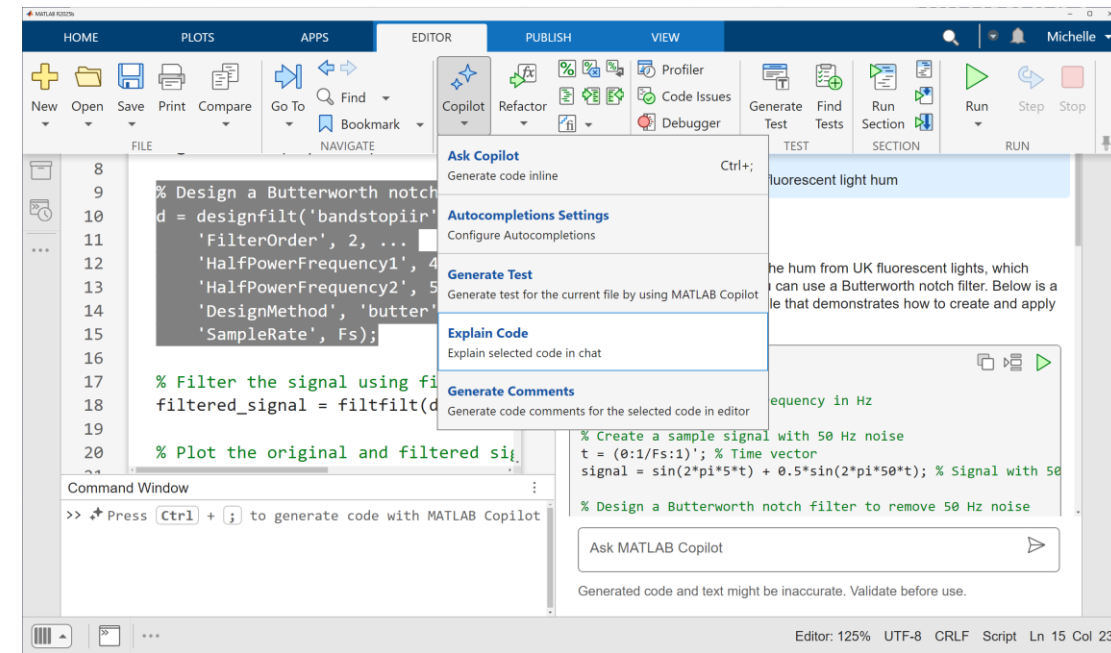 MATLAB R2025b
HOME PLOTS APPS EDITOR PUBLISH VIEW Michelle
New Open Save Print Compare Go To Find Bookmark Copilot Refactor Profiler Code Issues Debugger Generate Test Find Tests Run Section Run Step Stop
FILE NAVIGATE TEST SECTION RUN
Ask Copilot Ctrl+;
Generate code inline
Autocompletions Settings
Configure Autocompletions
Generate Test
Generate test for the current file by using MATLAB Copilot
Explain Code
Explain selected code in chat
Generate Comments
Generate code comments for the selected code in editor
8
9 % Design a Butterworth notch
10 d = designfilt('bandstopiir'
11 'FilterOrder', 2, ...
12 'HalfPowerFrequency1', 4
13 'HalfPowerFrequency2', 5
14 'DesignMethod', 'butter'
15 'SampleRate', Fs);
16
17 % Filter the signal using fi
18 filtered_signal = filtfilt(d
19
20 % Plot the original and filtered sig
21
Command Window
>> Press Ctrl + ; to generate code with MATLAB Copilot
luorescent light hum
he hum from UK fluorescent lights, which
can use a Butterworth notch filter. Below is a
le that demonstrates how to create and apply
equency in Hz
% Create a sample signal with 50 Hz noise
t = (0:1/Fs:1)'; % Time vector
signal = sin(2*pi*5*t) + 0.5*sin(2*pi*50*t); % Signal with 50
% Design a Butterworth notch filter to remove 50 Hz noise
Ask MATLAB Copilot
Generated code and text might be inaccurate. Validate before use.
Editor: 125% UTF-8 CRLF Script Ln 15 Col 23